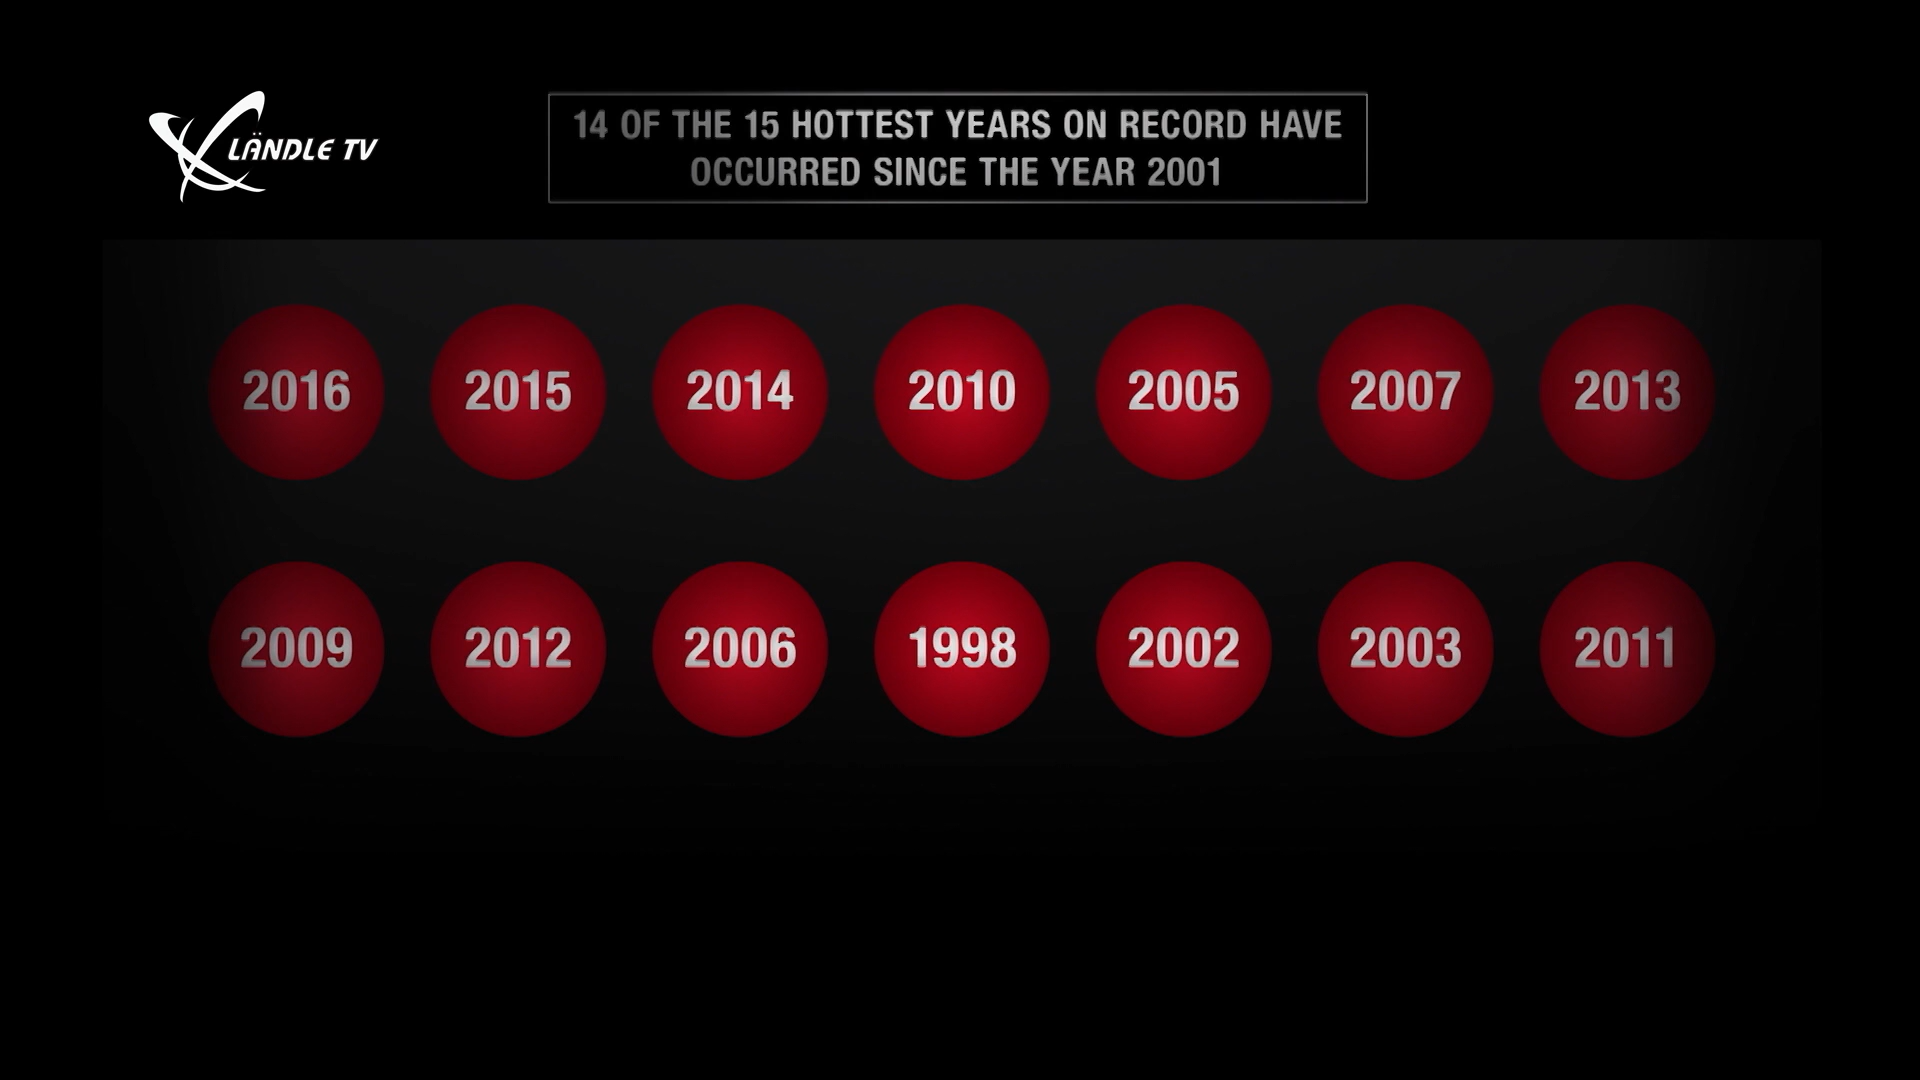 LÄNDLE TV
14 OF THE 15 HOTTEST YEARS ON RECORD HAVE
OCCURRED SINCE THE YEAR 2001
2016 2015 2014 2010 2005 2007 2013
2009 2012 2006 1998 2002 2003 2011